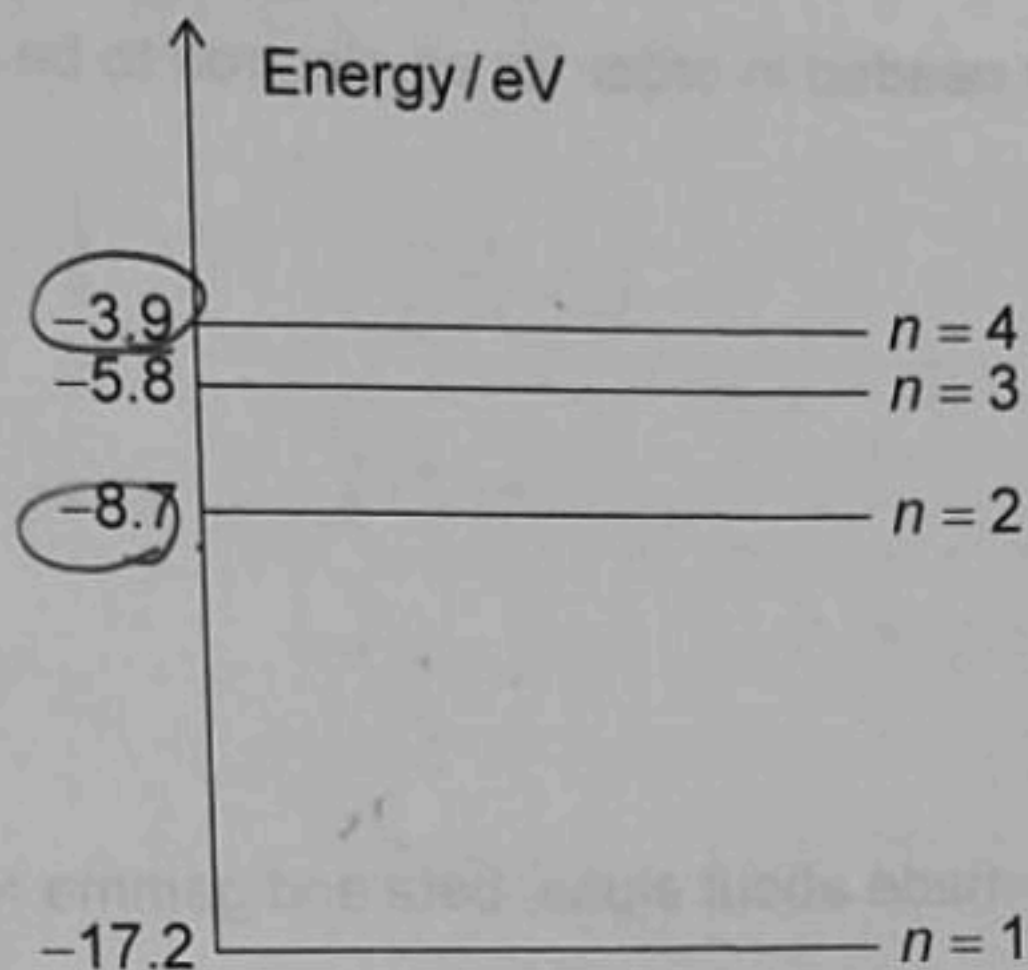 Energy / eV
−3.9 n = 4
−5.8 n = 3
−8.7 n = 2
−17.2 n = 1